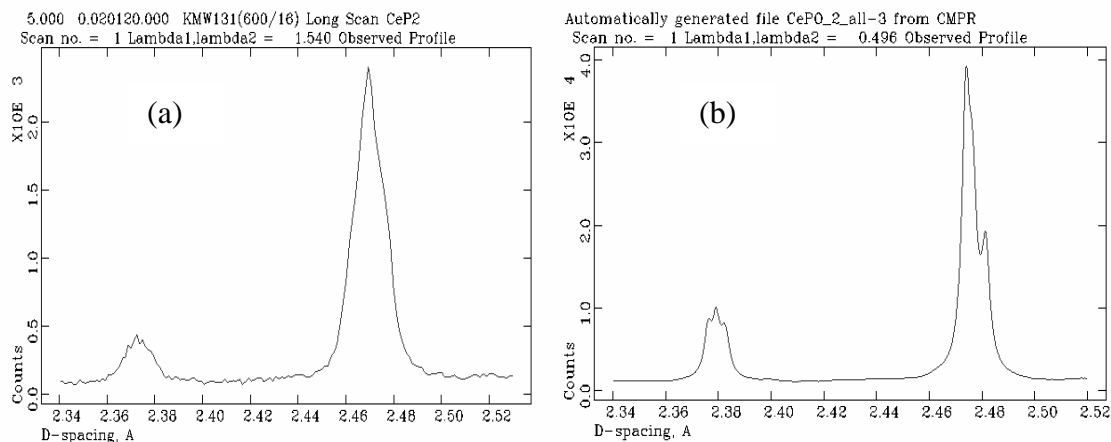 5.000 0.020120.000 KMW131(600/16) Long Scan CeP2
Scan no. = 1 Lambda1,lambda2 = 1.540 Observed Profile
X10E 3
(a)
2.0
1.5
1.0
0.5
0.0
Counts
2.34 2.36 2.38 2.40 2.42 2.44 2.46 2.48 2.50 2.52
D-spacing, A
Automatically generated file CePO_2_all-3 from CMPR
Scan no. = 1 Lambda1,lambda2 = 0.496 Observed Profile
X10E 4
(b)
4.0
3.0
2.0
1.0
0.0
Counts
2.34 2.36 2.38 2.40 2.42 2.44 2.46 2.48 2.50 2.52
D-spacing, A